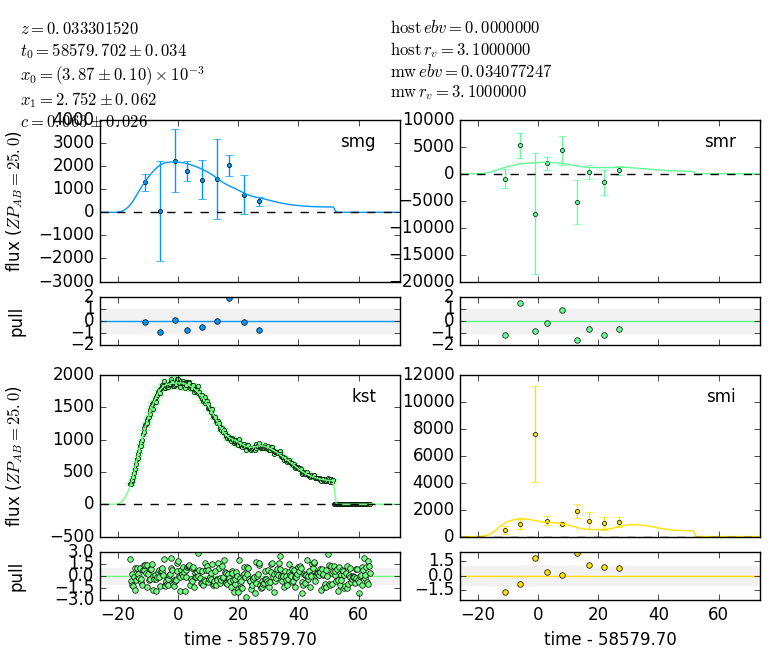 z = 0.033301520
t0 = 58579.702 ± 0.034
x0 = (3.87 ± 0.10) × 10^−3
x1 = 2.752 ± 0.062
c = 0.063 ± 0.026
host ebv = 0.0000000
host r_v = 3.1000000
mw ebv = 0.034077247
mw r_v = 3.1000000
4000
3000
2000
1000
0
−1000
−2000
−3000
flux (ZP_AB = 25.0)
smg
10000
5000
0
−5000
−10000
−15000
−20000
smr
2
1
0
−1
−2
pull
2
1
0
−1
−2
2000
1500
1000
500
0
−500
flux (ZP_AB = 25.0)
kst
12000
10000
8000
6000
4000
2000
0
smi
3.0
1.5
0.0
−1.5
−3.0
pull
1.5
0.0
−1.5
−20 0 20 40 60
time - 58579.70
−20 0 20 40 60
time - 58579.70